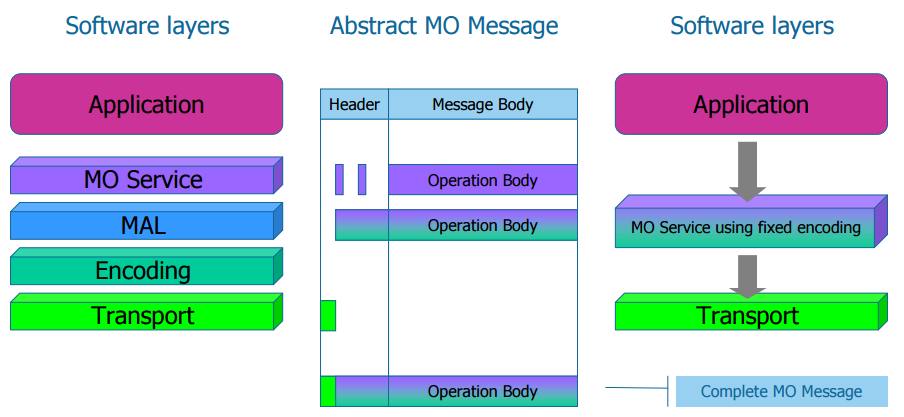 Software layers
Abstract MO Message
Software layers
Application
Header
Message Body
Application
MO Service
Operation Body
MAL
Operation Body
MO Service using fixed encoding
Encoding
Transport
Transport
Operation Body
Complete MO Message